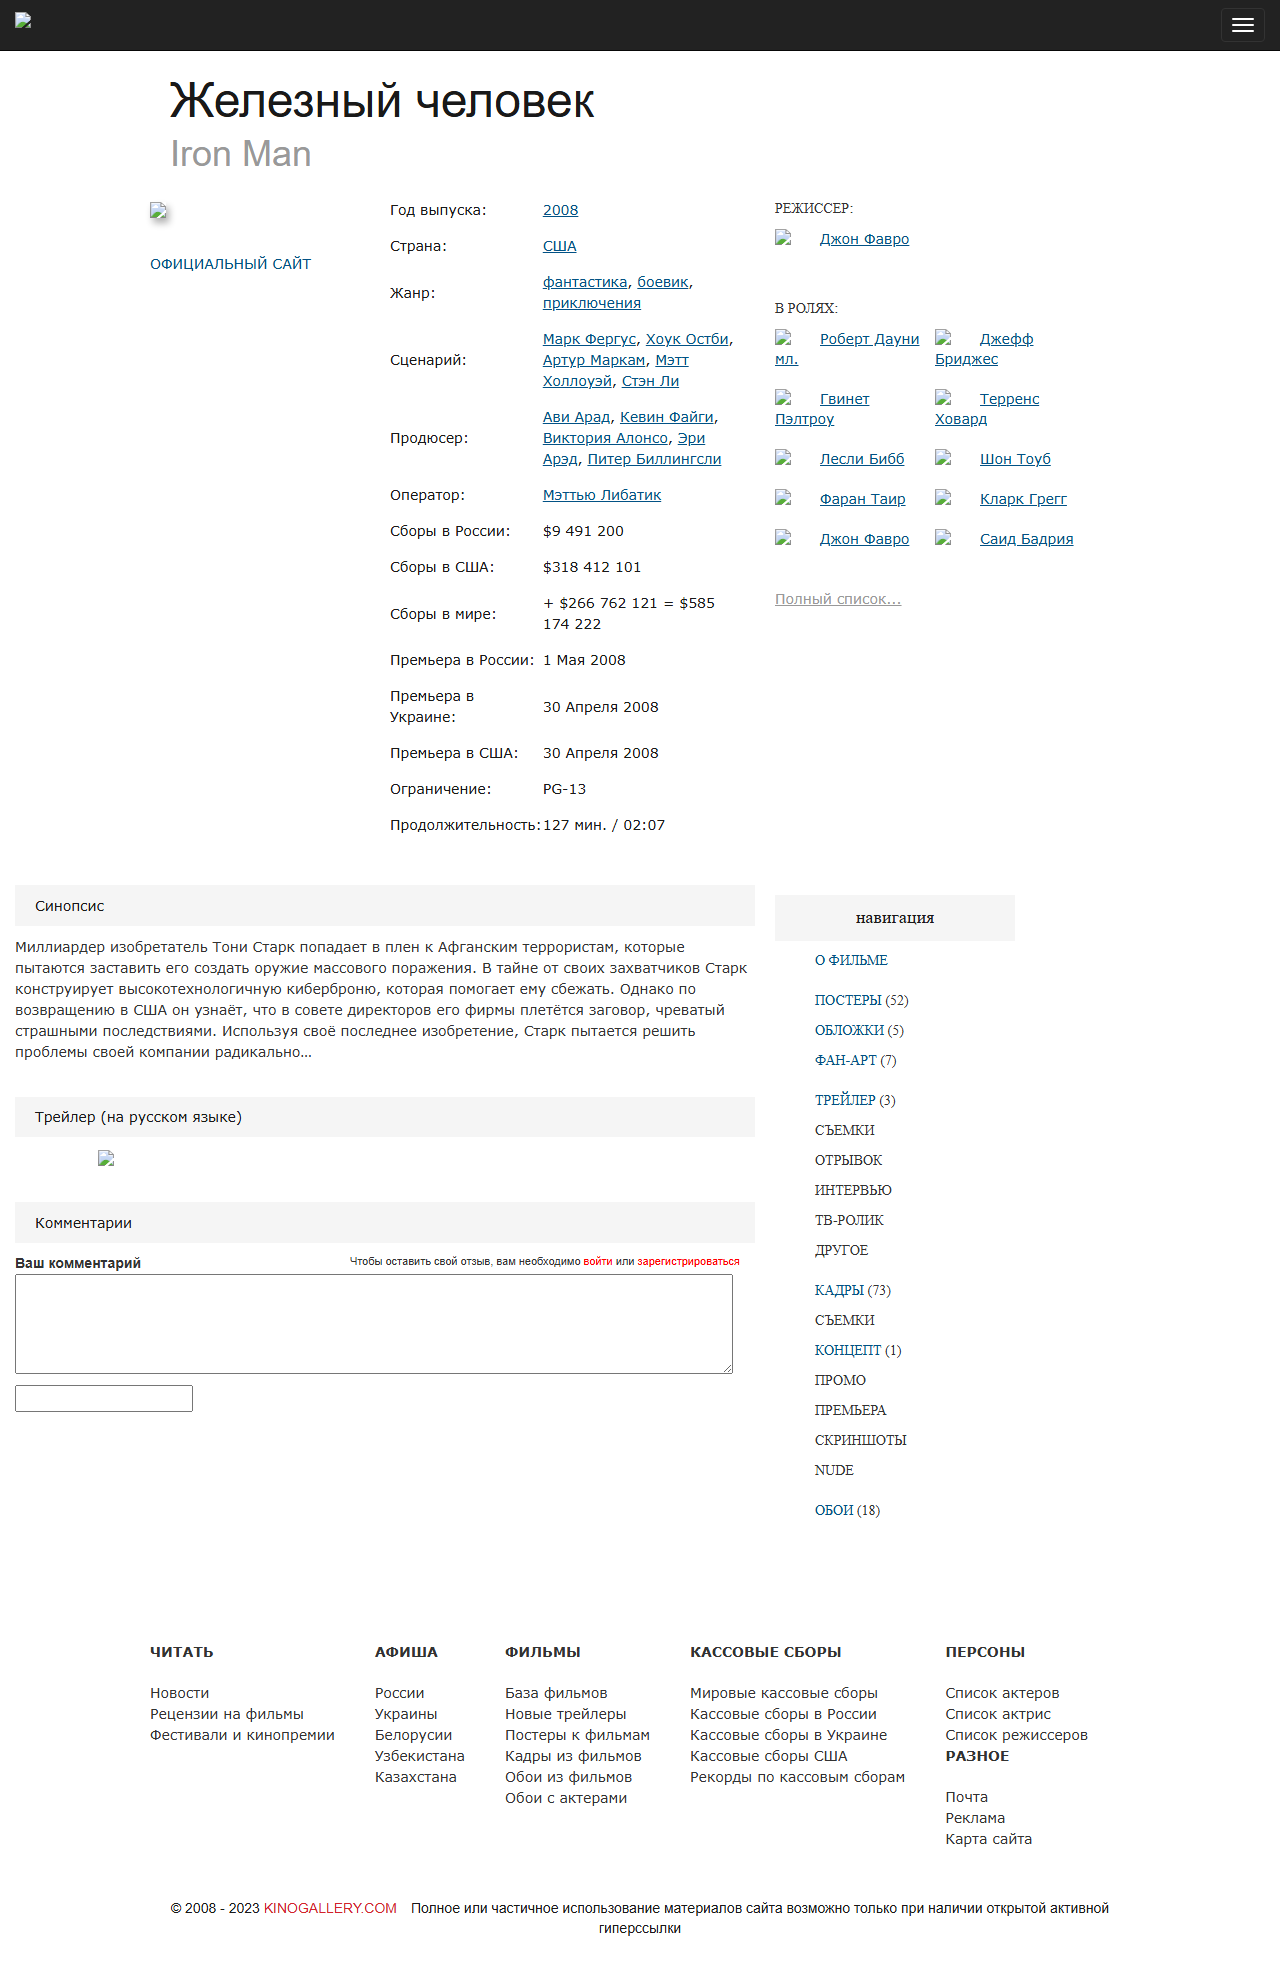 Железный человек
Iron Man
ОФИЦИАЛЬНЫЙ САЙТ
Год выпуска: 2008
Страна: США
Жанр: фантастика, боевик,
приключения
Сценарий: Марк Фергус, Хоук Остби,
Артур Маркам, Мэтт
Холлоуэй, Стэн Ли
Продюсер: Ави Арад, Кевин Файги,
Виктория Алонсо, Эри
Арэд, Питер Биллингсли
Оператор: Мэттью Либатик
Сборы в России: $9 491 200
Сборы в США: $318 412 101
Сборы в мире: + $266 762 121 = $585
174 222
Премьера в России: 1 Мая 2008
Премьера в
Украине: 30 Апреля 2008
Премьера в США: 30 Апреля 2008
Ограничение: PG-13
Продолжительность: 127 мин. / 02:07
РЕЖИССЕР:
Джон Фавро
В РОЛЯХ:
Роберт Дауни
мл.
Джефф
Бриджес
Гвинет
Пэлтроу
Терренс
Ховард
Лесли Бибб
Шон Тоуб
Фаран Таир
Кларк Грегг
Джон Фавро
Саид Бадрия
Полный список...
Синопсис
Миллиардер изобретатель Тони Старк попадает в плен к Афганским террористам, которые
пытаются заставить его создать оружие массового поражения. В тайне от своих захватчиков Старк
конструирует высокотехнологичную киберброню, которая помогает ему сбежать. Однако по
возвращению в США он узнаёт, что в совете директоров его фирмы плетётся заговор, чреватый
страшными последствиями. Используя своё последнее изобретение, Старк пытается решить
проблемы своей компании радикально…
Трейлер (на русском языке)
Комментарии
Ваш комментарий
Чтобы оставить свой отзыв, вам необходимо войти или зарегистрироваться
навигация
О ФИЛЬМЕ
ПОСТЕРЫ (52)
ОБЛОЖКИ (5)
ФАН-АРТ (7)
ТРЕЙЛЕР (3)
СЪЕМКИ
ОТРЫВОК
ИНТЕРВЬЮ
ТВ-РОЛИК
ДРУГОЕ
КАДРЫ (73)
СЪЕМКИ
КОНЦЕПТ (1)
ПРОМО
ПРЕМЬЕРА
СКРИНШОТЫ
NUDE
ОБОИ (18)
ЧИТАТЬ
Новости
Рецензии на фильмы
Фестивали и кинопремии
АФИША
России
Украины
Белорусии
Узбекистана
Казахстана
ФИЛЬМЫ
База фильмов
Новые трейлеры
Постеры к фильмам
Кадры из фильмов
Обои из фильмов
Обои с актерами
КАССОВЫЕ СБОРЫ
Мировые кассовые сборы
Кассовые сборы в России
Кассовые сборы в Украине
Кассовые сборы США
Рекорды по кассовым сборам
ПЕРСОНЫ
Список актеров
Список актрис
Список режиссеров
РАЗНОЕ
Почта
Реклама
Карта сайта
© 2008 - 2023 KINOGALLERY.COM Полное или частичное использование материалов сайта возможно только при наличии открытой активной
гиперссылки